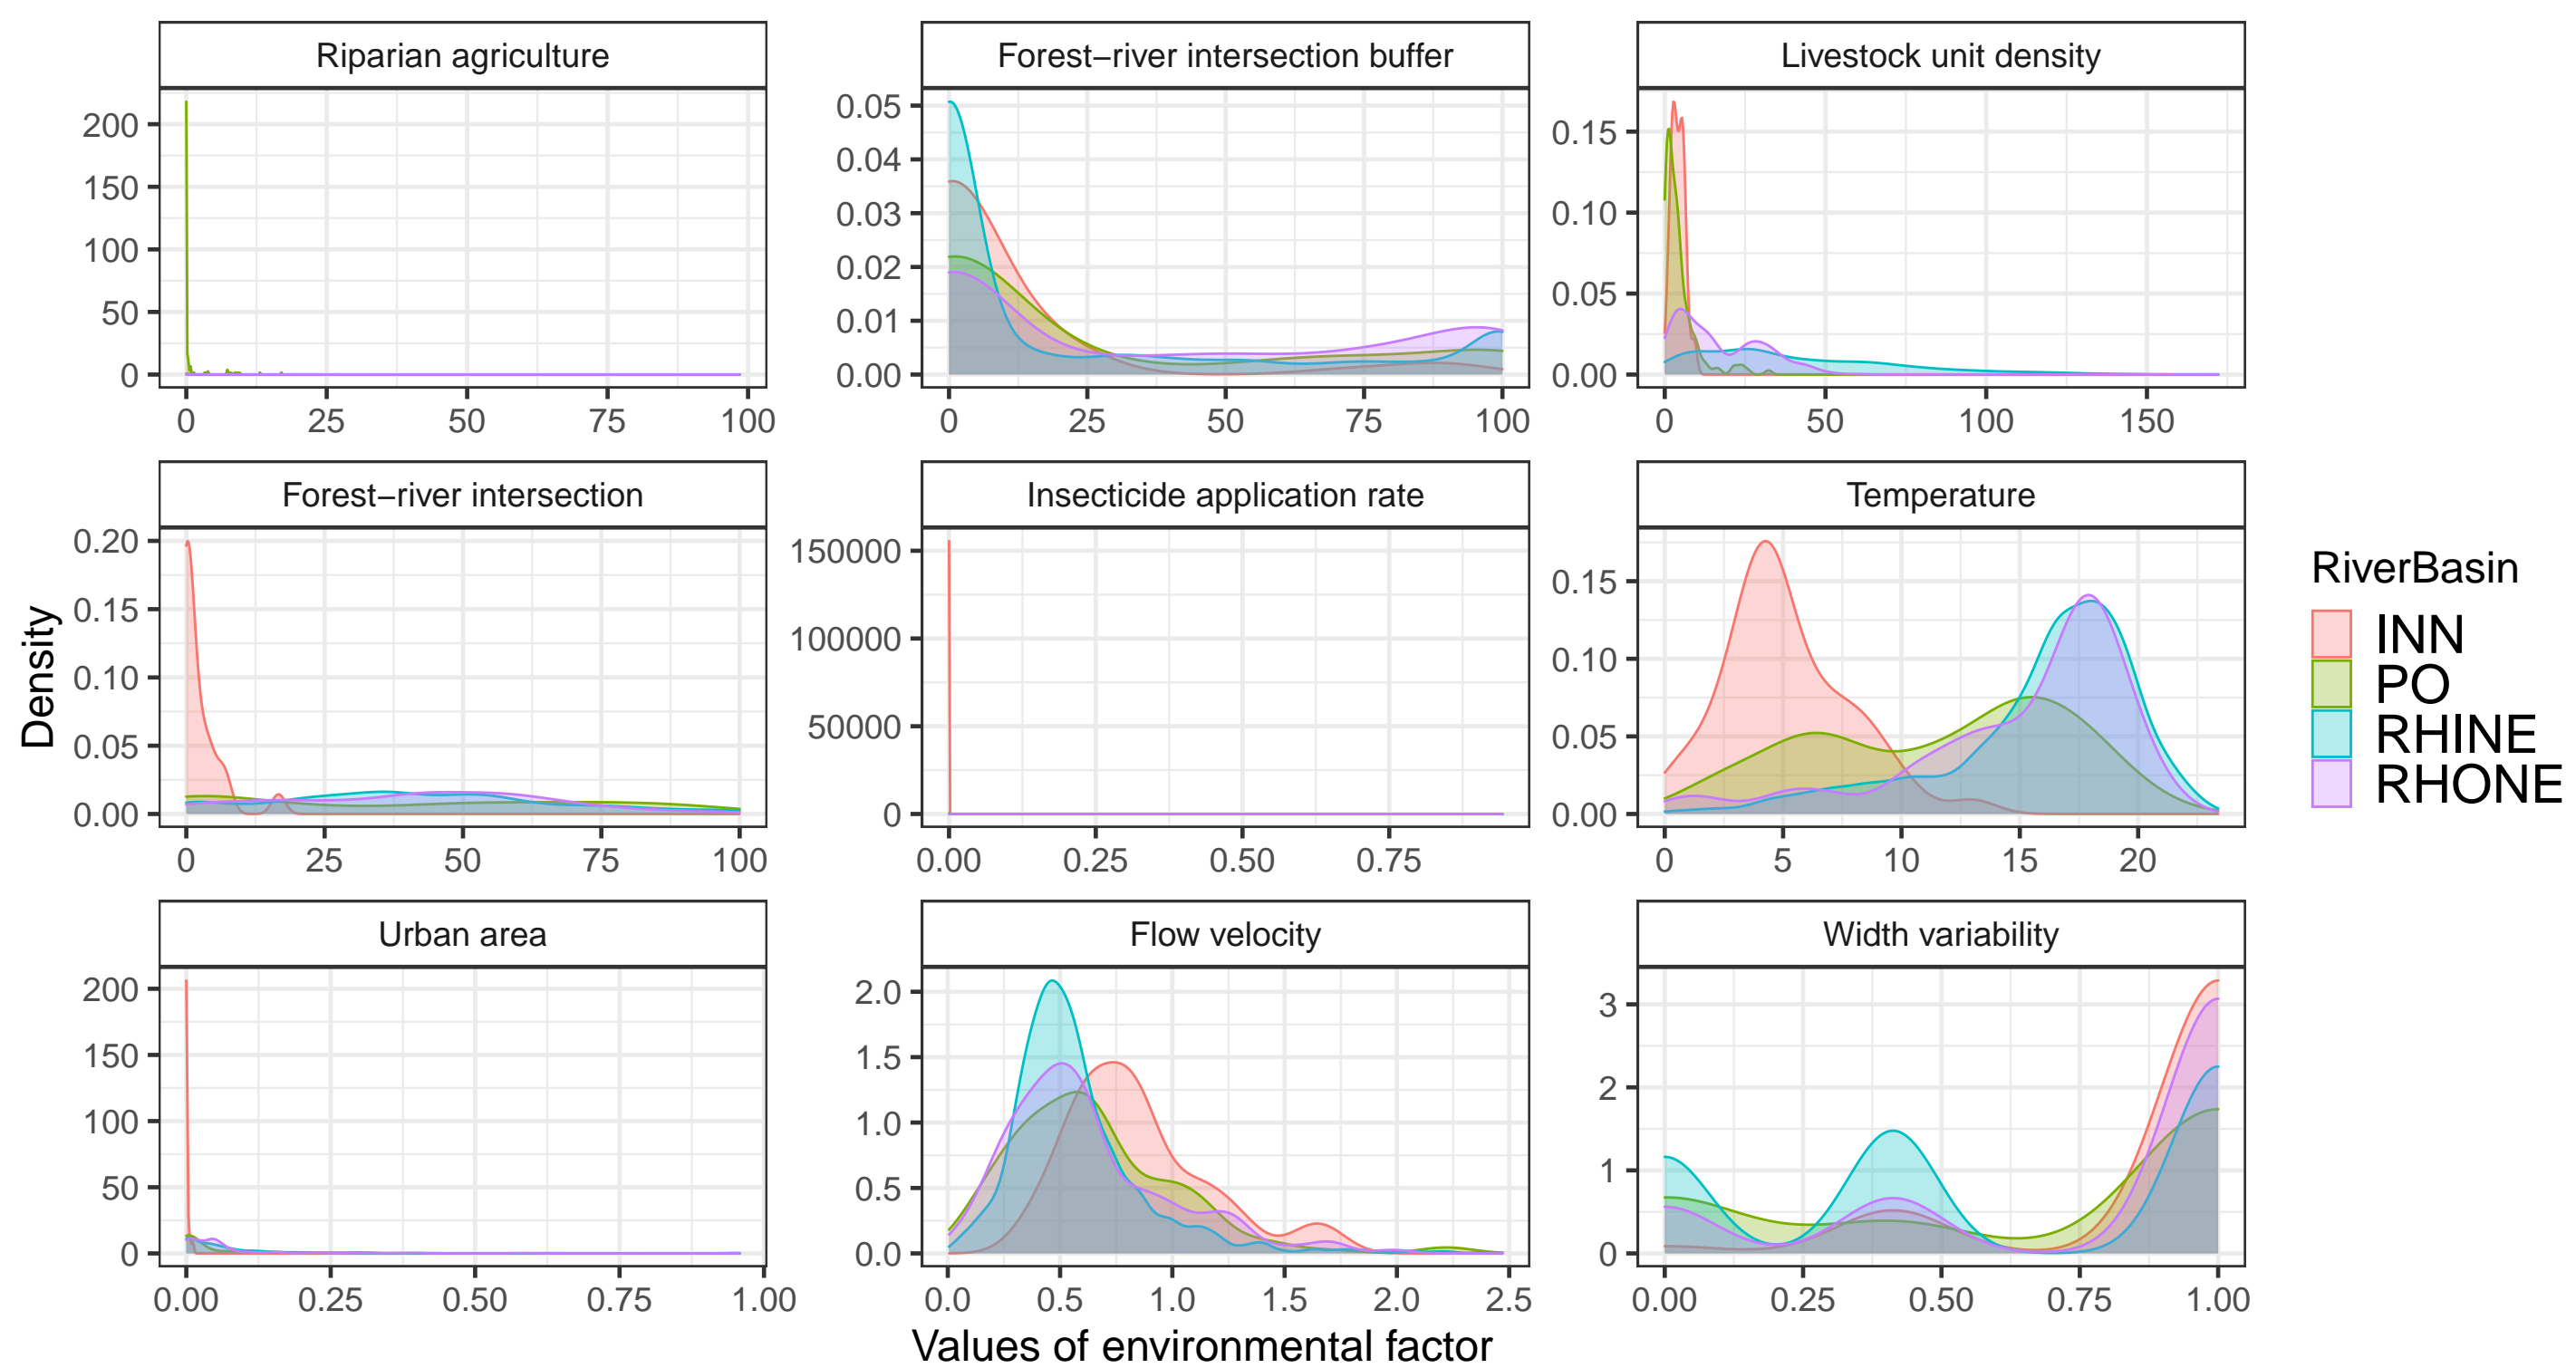 Riparian agriculture
Forest−river intersection buffer
Livestock unit density
200
150
100
50
0
0 25 50 75 100
0.05
0.04
0.03
0.02
0.01
0.00
0 25 50 75 100
0.15
0.10
0.05
0.00
0 50 100 150
Forest−river intersection
Insecticide application rate
Temperature
0.20
0.15
0.10
0.05
0.00
0 25 50 75 100
150000
100000
50000
0
0.00 0.25 0.50 0.75
0.15
0.10
0.05
0.00
0 5 10 15 20
Urban area
Flow velocity
Width variability
200
150
100
50
0
0.00 0.25 0.50 0.75 1.00
2.0
1.5
1.0
0.5
0.0
0.0 0.5 1.0 1.5 2.0 2.5
3
2
1
0
0.00 0.25 0.50 0.75 1.00
Density
Values of environmental factor
RiverBasin
INN
PO
RHINE
RHONE